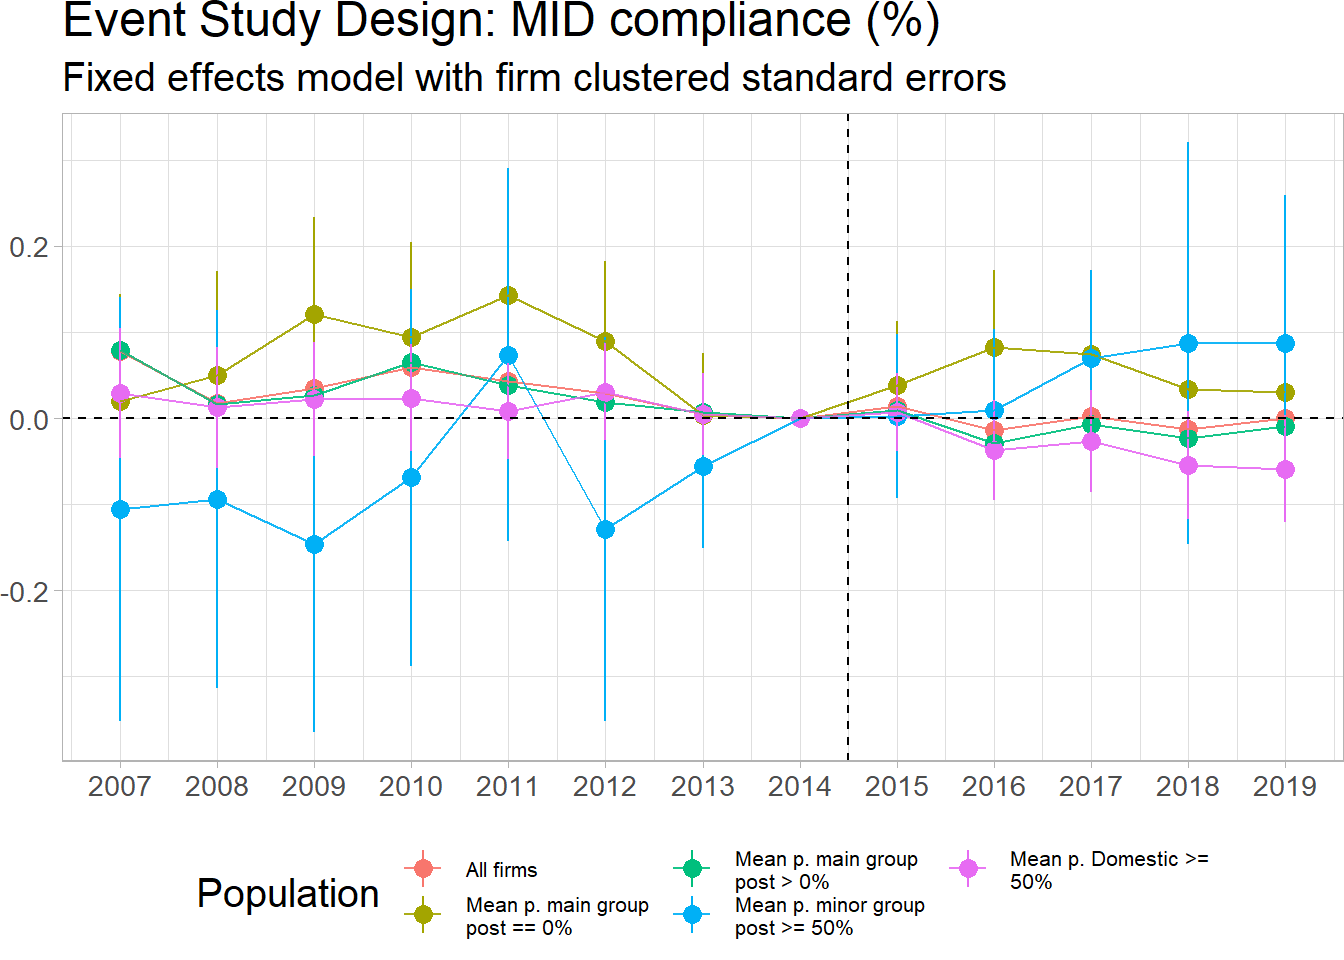 Event Study Design: MID compliance (%)
Fixed effects model with firm clustered standard errors
0.2
0.0
-0.2
2007 2008 2009 2010 2011 2012 2013 2014 2015 2016 2017 2018 2019
Population
All firms
Mean p. main group
post == 0%
Mean p. main group
post > 0%
Mean p. minor group
post >= 50%
Mean p. Domestic >=
50%